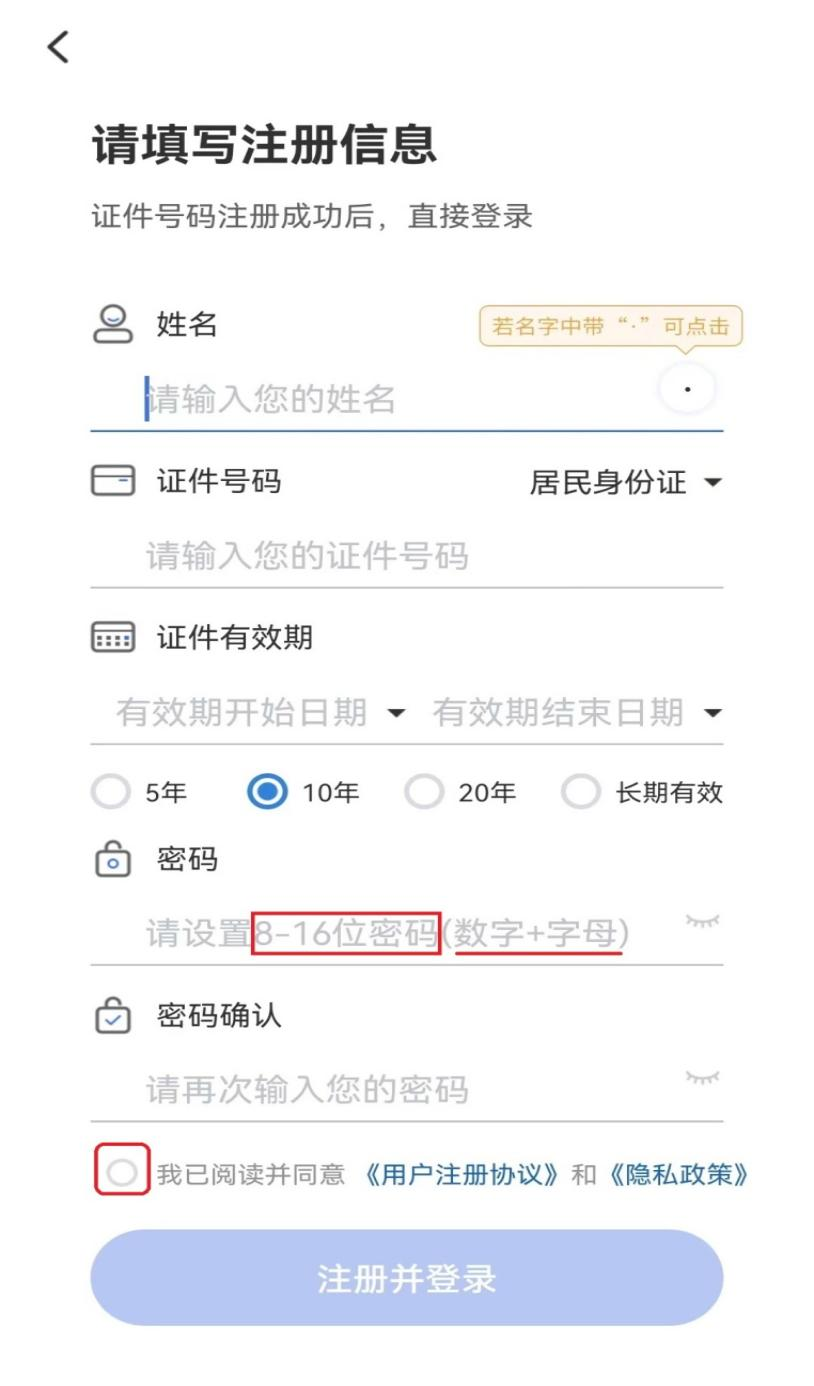 请填写注册信息
证件号码注册成功后，直接登录
姓名
若名字中带“·”可点击
请输入您的姓名 ·
证件号码 居民身份证
请输入您的证件号码
证件有效期
有效期开始日期 有效期结束日期
5年 10年 20年 长期有效
密码
请设置8-16位密码(数字+字母)
密码确认
请再次输入您的密码
我已阅读并同意《用户注册协议》和《隐私政策》
注册并登录